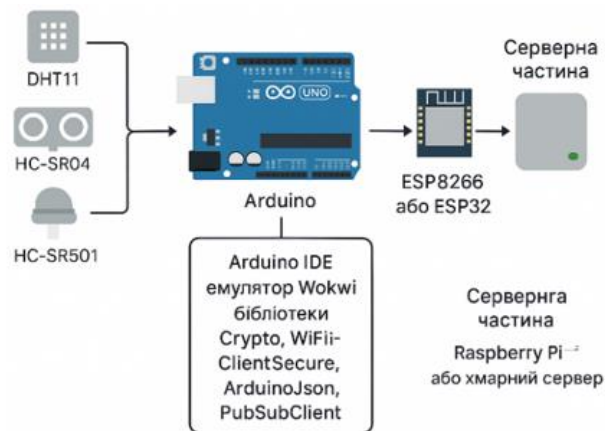 DHT11
HC-SR04
HC-SR501
UNO
Arduino
ESP8266
або ESP32
Серверна
частина
Arduino IDE
емулятор Wokwi
бібліотеки
Crypto, WiFii-
ClientSecure,
ArduinoJson,
PubSubClient
Сервернга
частина
Raspberry Pi
або хмарний сервер